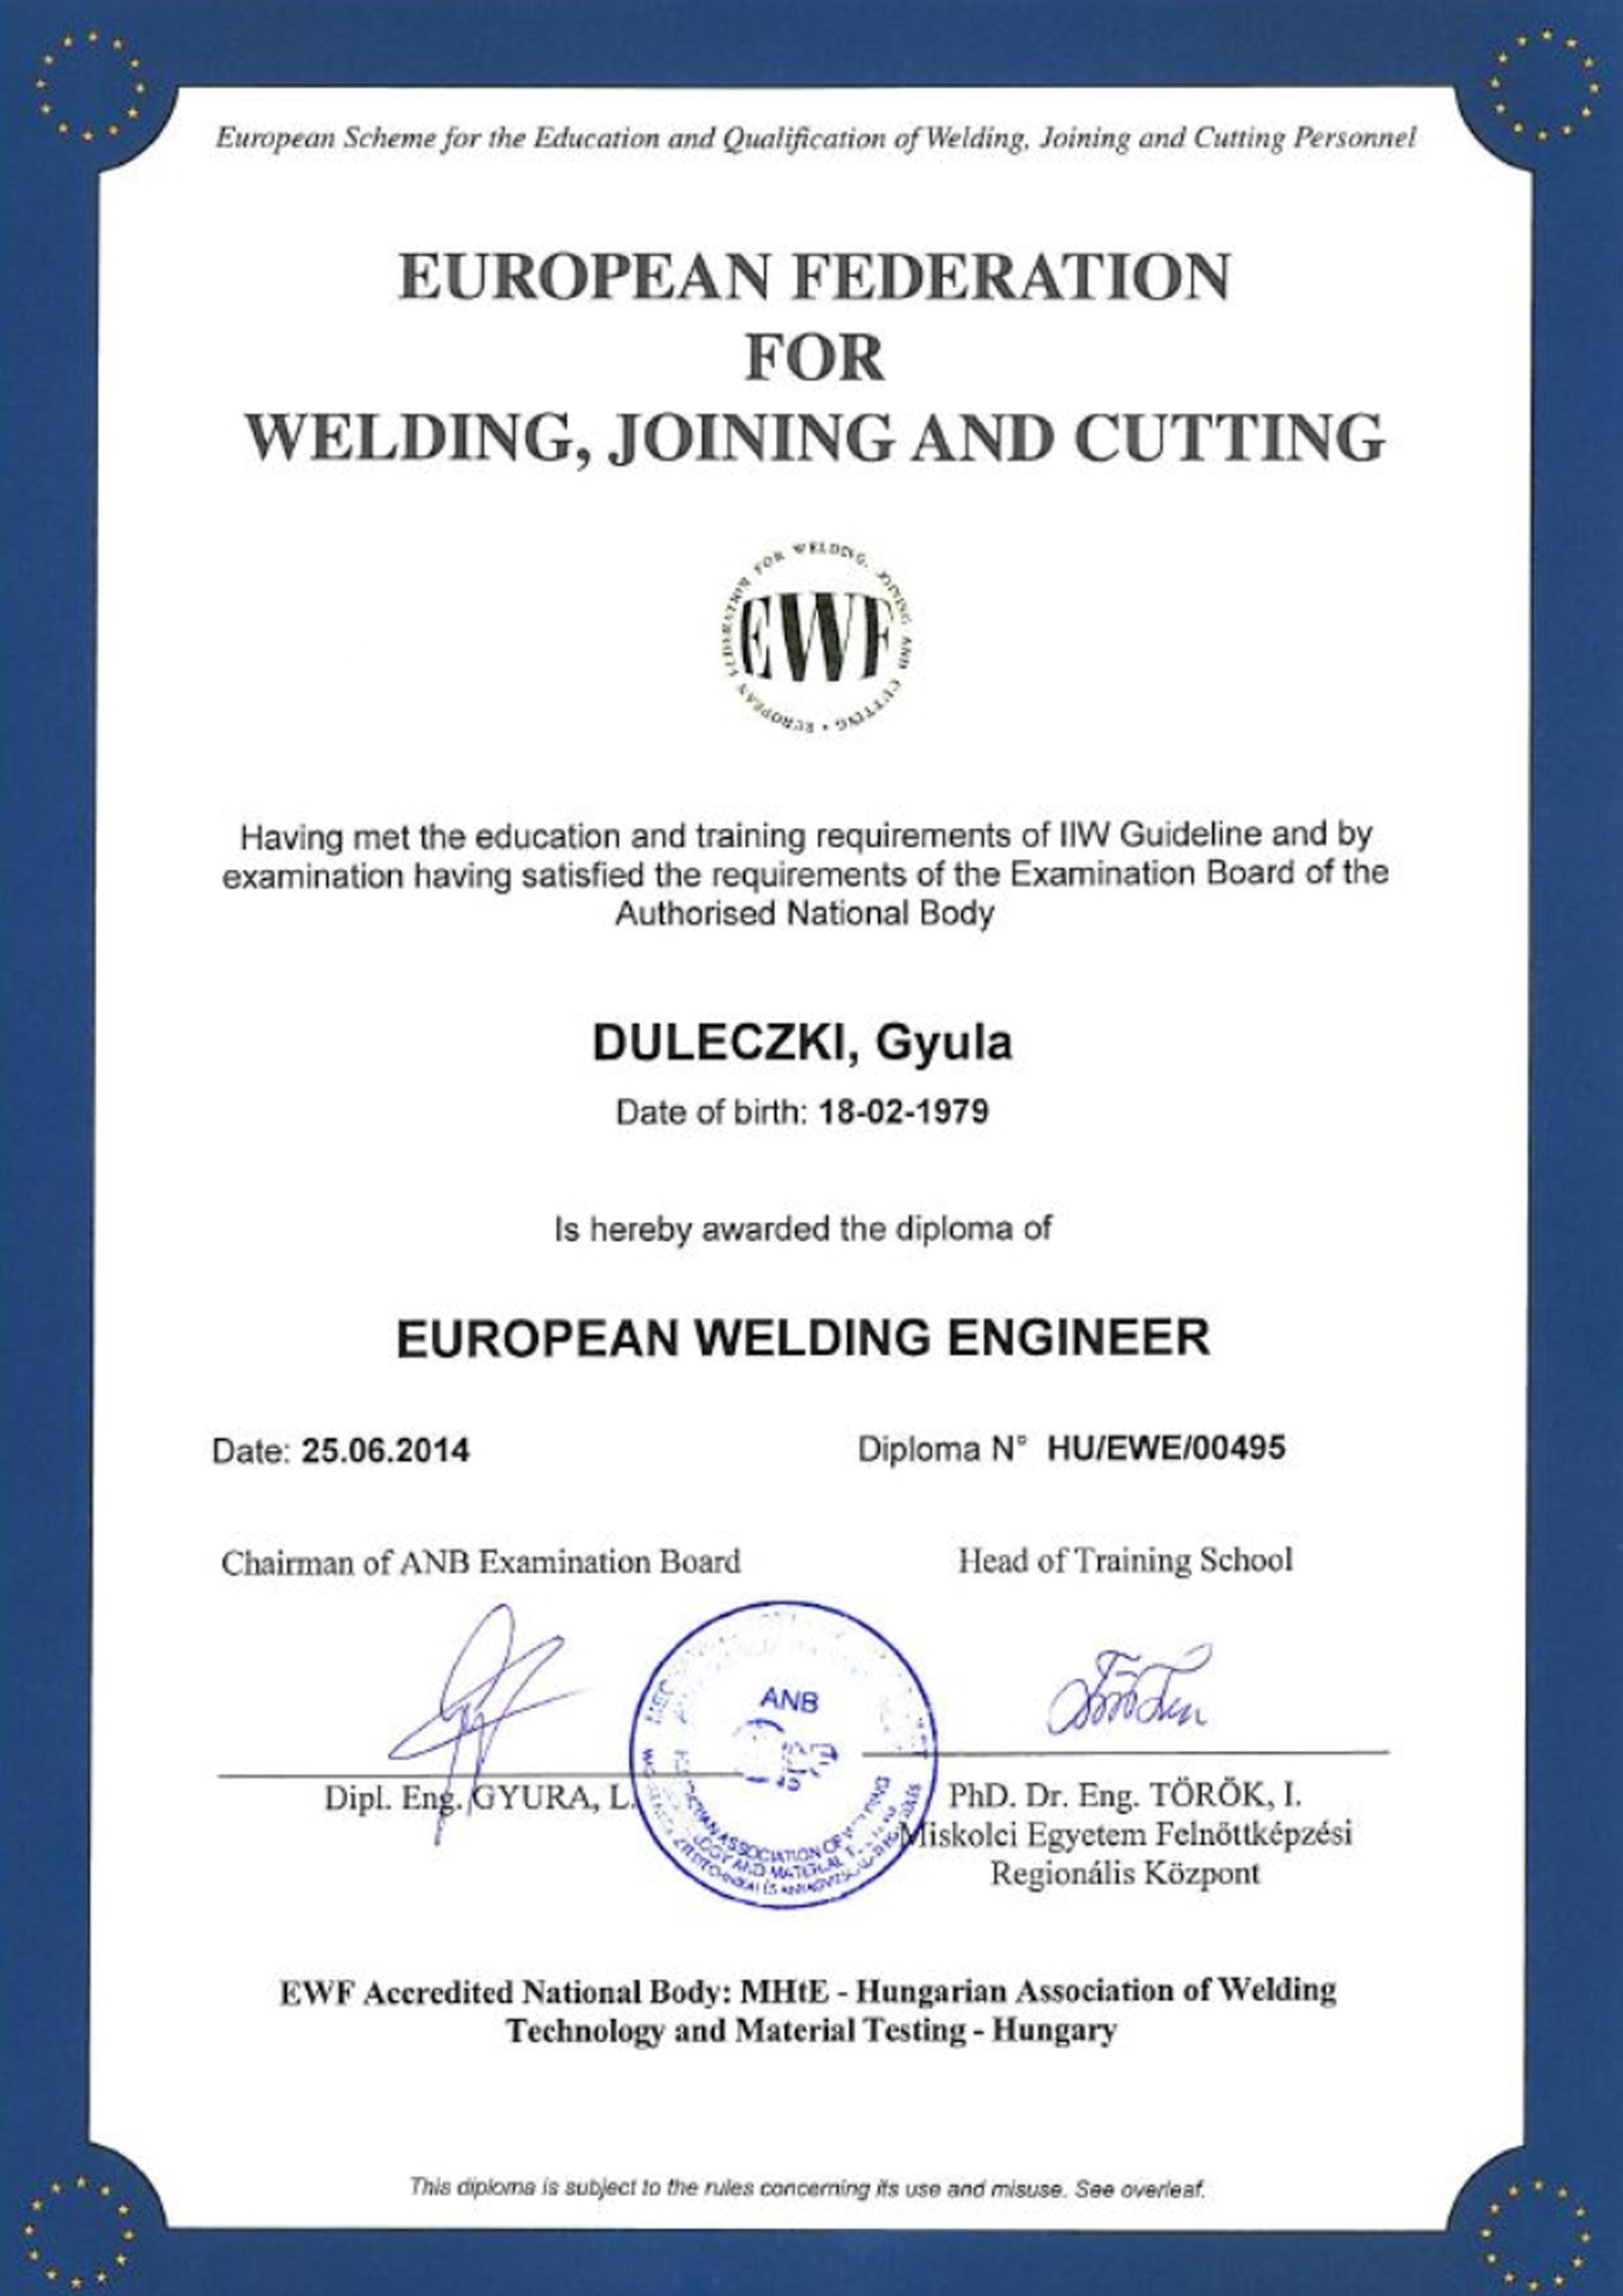 European Scheme for the Education and Qualification of Welding, Joining and Cutting Personnel
EUROPEAN FEDERATION
FOR
WELDING, JOINING AND CUTTING
EUROPEAN FEDERATION FOR WELDING, JOINING AND CUTTING •
EWF
Having met the education and training requirements of IIW Guideline and by
examination having satisfied the requirements of the Examination Board of the
Authorised National Body
DULECZKI, Gyula
Date of birth: 18-02-1979
Is hereby awarded the diploma of
EUROPEAN WELDING ENGINEER
Date: 25.06.2014
Diploma N° HU/EWE/00495
Chairman of ANB Examination Board
Head of Training School
ANB
ASSOCIATION OF
AND MATERIAL
Dipl. Eng. GYURA, L.
PhD. Dr. Eng. TÖRÖK, I.
Miskolci Egyetem Felnőttképzési
Regionális Központ
EWF Accredited National Body: MHtE - Hungarian Association of Welding
Technology and Material Testing - Hungary
This diploma is subject to the rules concerning its use and misuse. See overleaf.